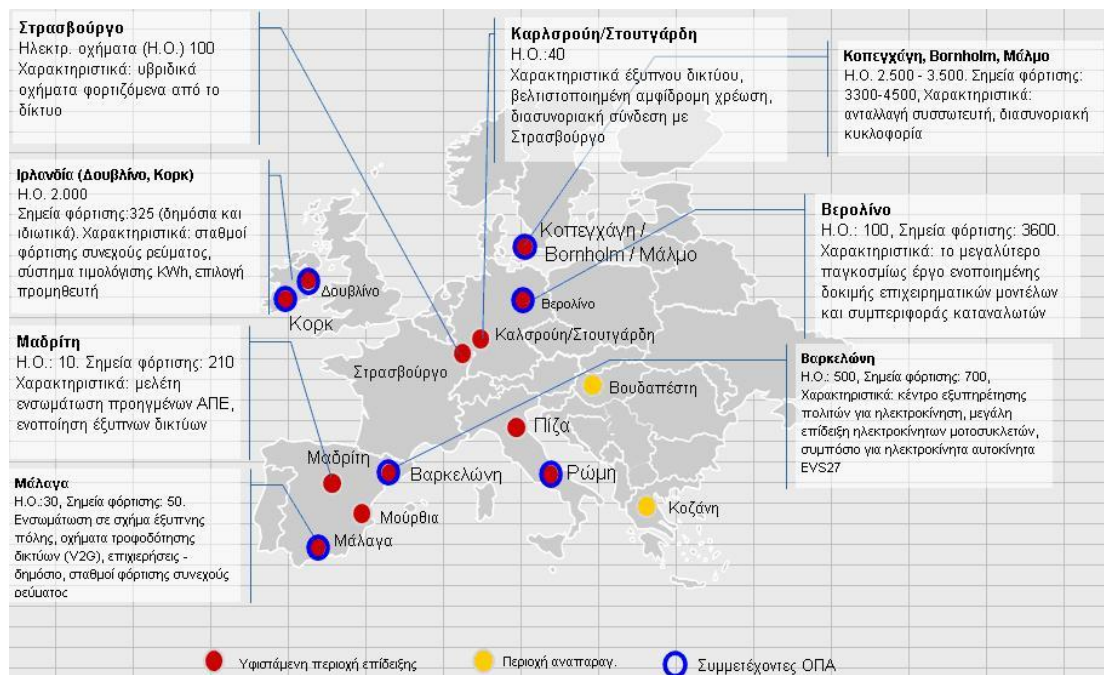 Στρασβούργο
Ηλεκτρ. οχήματα (Η.Ο.) 100
Χαρακτηριστικά: υβριδικά
οχήματα φορτιζόμενα από το
δίκτυο
Καρλσρούη/Στουτγάρδη
Η.Ο.:40
Χαρακτηριστικά έξυπνου δικτύου,
βελτιστοποιημένη αμφίδρομη χρέωση,
διασυνοριακή σύνδεση με
Στρασβούργο
Κοπεγχάγη, Bornholm, Μάλμο
Η.Ο. 2.500 - 3.500. Σημεία φόρτισης:
3300-4500, Χαρακτηριστικά:
ανταλλαγή συσσωτευτή, διασυνοριακή
κυκλοφορία
Ιρλανδία (Δουβλίνο, Κορκ)
Η.Ο. 2.000
Σημεία φόρτισης:325 (δημόσια και
ιδιωτικά). Χαρακτηριστικά: σταθμοί
φόρτισης συνεχούς ρεύματος,
σύστημα τιμολόγισης KWh, επιλογή
προμηθευτή
Βερολίνο
Η.Ο.: 100, Σημεία φόρτισης: 3600.
Χαρακτηριστικά: το μεγαλύτερο
παγκοσμίως έργο ενοποιημένης
δοκιμής επιχειρηματικών μοντέλων
και συμπεριφοράς καταναλωτών
Μαδρίτη
Η.Ο.: 10. Σημεία φόρτισης: 210
Χαρακτηριστικά: μελέτη
ενσωμάτωση προηγμένων ΑΠΕ,
ενοποίηση έξυπνων δικτύων
Βαρκελώνη
Η.Ο.: 500, Σημεία φόρτισης: 700,
Χαρακτηριστικά: κέντρο εξυπηρέτησης
πολιτών για ηλεκτροκίνηση, μεγάλη
επίδειξη ηλεκτροκίνητων μοτοσυκλετών,
συμπόσιο για ηλεκτροκίνητα αυτοκίνητα
EVS27
Μάλαγα
Η.Ο.:30, Σημεία φόρτισης: 50.
Ενσωμάτωση σε σχήμα έξυπνης
πόλης, οχήματα τροφοδότησης
δικτύων (V2G), επιχιερήσεις -
δημόσιο, σταθμοί φόρτισης συνεχούς
ρεύματος
Κοπεγχάγη /
Bornholm / Μάλμο
Δουβλίνο
Κορκ
Βερολίνο
Καλσρούη/Στουτγάρδη
Στρασβούργο
Βουδαπέστη
Πίζα
Μαδρίτη
Βαρκελώνη
Ρώμη
Μούρθια
Κοζάνη
Μάλαγα
Υφιστάμενη περιοχή επίδειξης
Περιοχή αναπαραγ.
Συμμετέχοντες ΟΠΑ